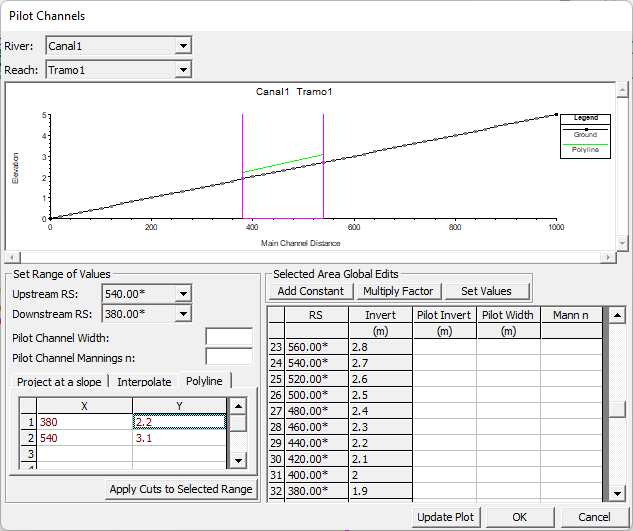 Pilot Channels
River: Canal1
Reach: Tramo1
Canal1 Tramo1
Elevation
5
4
3
2
1
0
0 200 400 600 800 1000
Main Channel Distance
Legend
Ground
Polyline
Set Range of Values
Upstream RS: 540.00*
Downstream RS: 380.00*
Pilot Channel Width:
Pilot Channel Mannings n:
Project at a slope Interpolate Polyline
X Y
1 380 2.2
2 540 3.1
3
4
Apply Cuts to Selected Range
Selected Area Global Edits
Add Constant Multiply Factor Set Values
RS Invert Pilot Invert Pilot Width Mann n
(m) (m) (m)
23 560.00* 2.8
24 540.00* 2.7
25 520.00* 2.6
26 500.00* 2.5
27 480.00* 2.4
28 460.00* 2.3
29 440.00* 2.2
30 420.00* 2.1
31 400.00* 2
32 380.00* 1.9
Update Plot OK Cancel